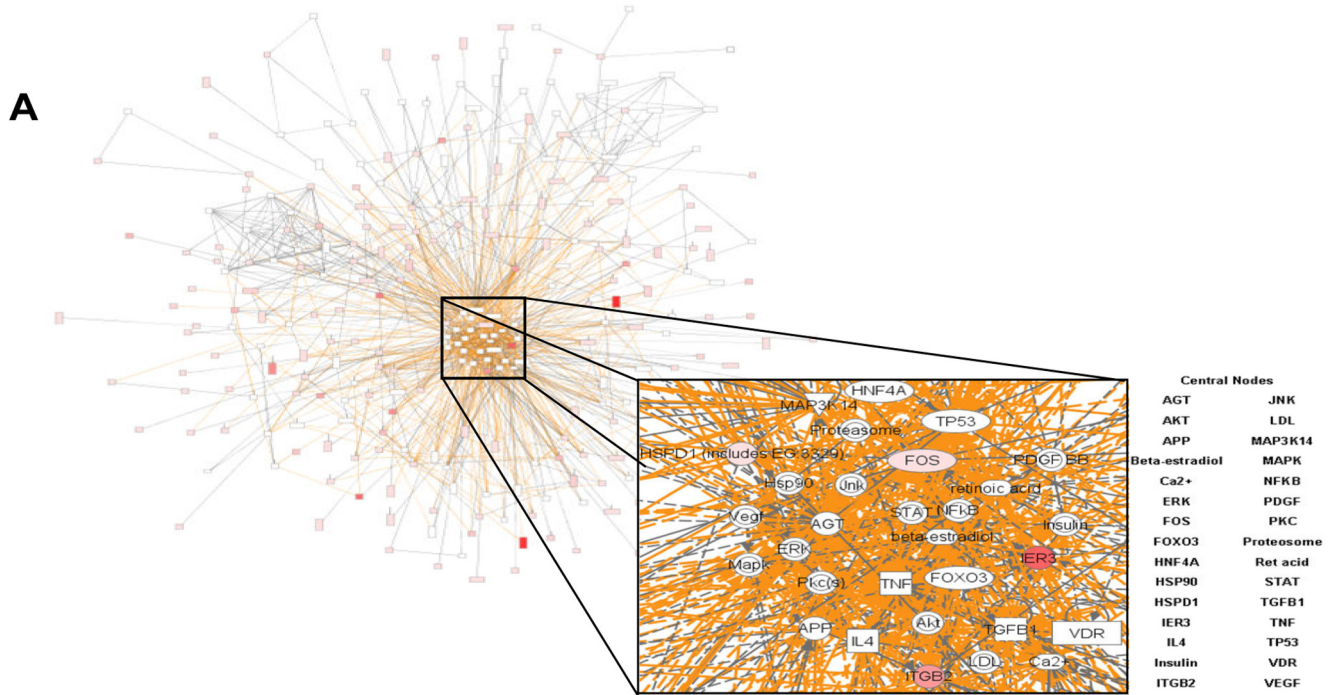 A
HNF4A
MAP3K14
TP53
Proteasome
HSPD1 (includes EG:3329)
FOS
PDGF BB
Hsp90
Jnk
retinoic acid
Vegf
AGT
STAT
NFkB
Insulin
beta-estradiol
ERK
IER3
Mapk
Pkc(s)
TNF
FOXO3
APP
IL4
Akt
TGFB1
VDR
ITGB2
LDL
Ca2+
Central Nodes
AGT JNK
AKT LDL
APP MAP3K14
Beta-estradiol MAPK
Ca2+ NFKB
ERK PDGF
FOS PKC
FOXO3 Proteosome
HNF4A Ret acid
HSP90 STAT
HSPD1 TGFB1
IER3 TNF
IL4 TP53
Insulin VDR
ITGB2 VEGF